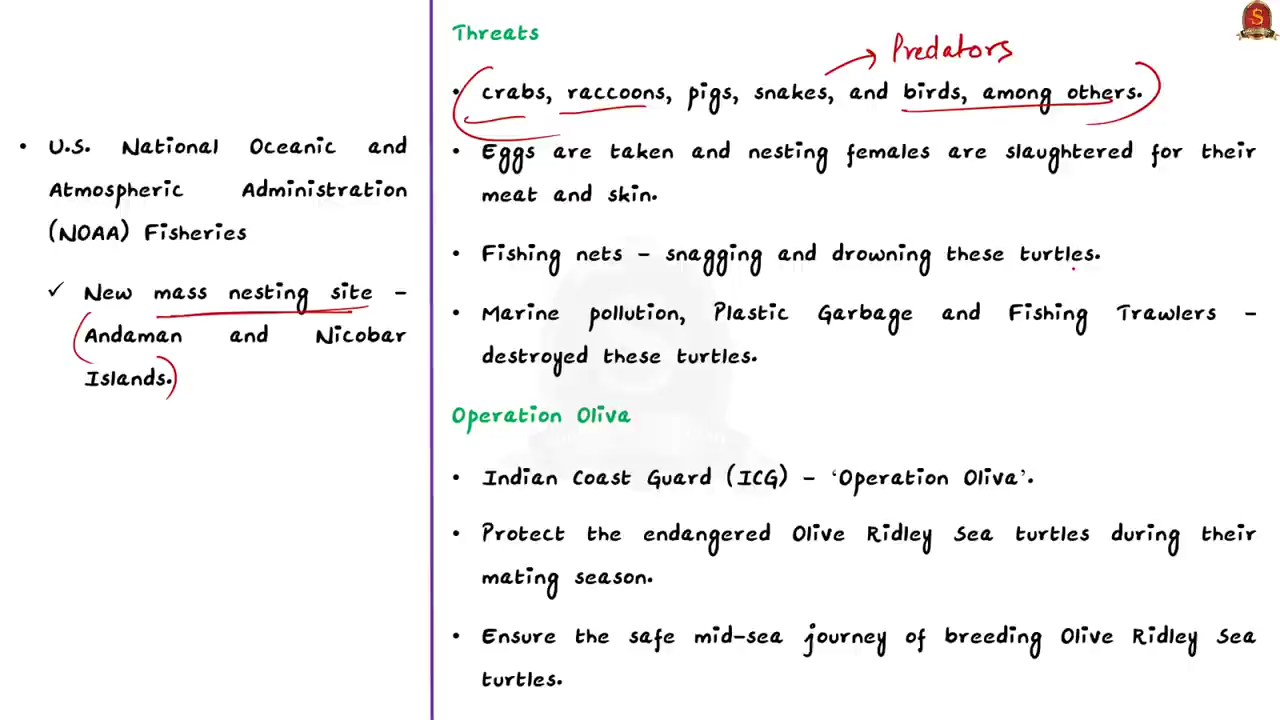 • U.S. National Oceanic and
Atmospheric Administration
(NOAA) Fisheries
✓ New mass nesting site –
Andaman and Nicobar
Islands.
Threats
Predators
• crabs, raccoons, pigs, snakes, and birds, among others.
• Eggs are taken and nesting females are slaughtered for their
meat and skin.
• Fishing nets – snagging and drowning these turtles.
• Marine pollution, Plastic Garbage and Fishing Trawlers –
destroyed these turtles.
Operation Oliva
• Indian Coast Guard (ICG) – ‘Operation Oliva’.
• Protect the endangered Olive Ridley Sea turtles during their
mating season.
• Ensure the safe mid-sea journey of breeding Olive Ridley Sea
turtles.